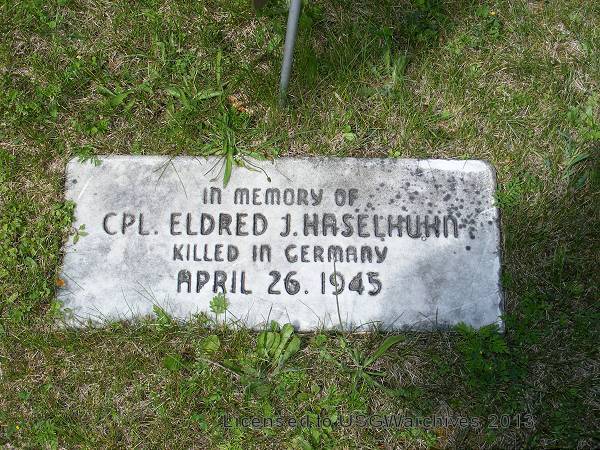 IN MEMORY OF
CPL. ELDRED J. HASELHUHN
KILLED IN GERMANY
APRIL 26. 1945
Licensed to USGWarchives 2013